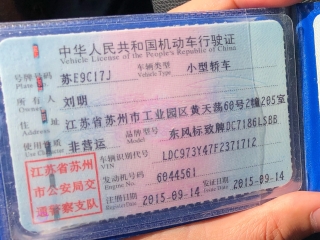 中华人民共和国机动车行驶证
Vehicle License of the People's Republic of China
号牌号码 苏E9C17J 车辆类型 小型轿车
Plate No. Vehicle Type
所有人 刘明
Owner
住址 江苏省苏州市工业园区黄天荡60号2幢205室
Address
使用性质 非营运 品牌型号 东风标致牌DC7186LSBB
Use Character Model
江苏省苏州 车辆识别代号 LDC973Y47F2371712
VIN
市公安局交 发动机号码 6044561
Engine No.
通警察支队 注册日期 2015-09-14 发证日期 2015-09-14
Register Date Issue Date